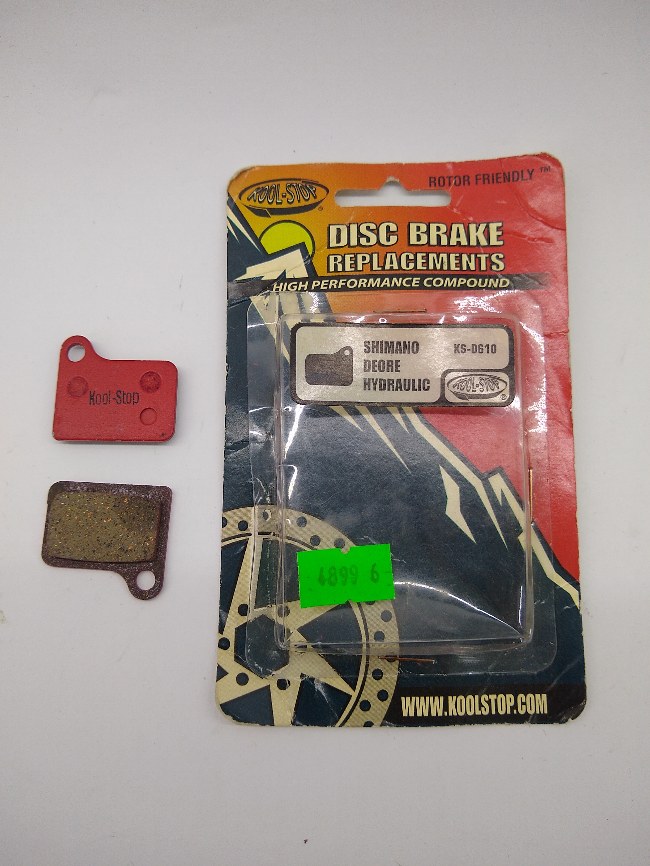 KOOL-STOP®
ROTOR FRIENDLY™
DISC BRAKE
REPLACEMENTS
HIGH PERFORMANCE COMPOUND
SHIMANO
DEORE
HYDRAULIC
KS-D610
KOOL-STOP®
4899 6
WWW.KOOLSTOP.COM
Kool-Stop